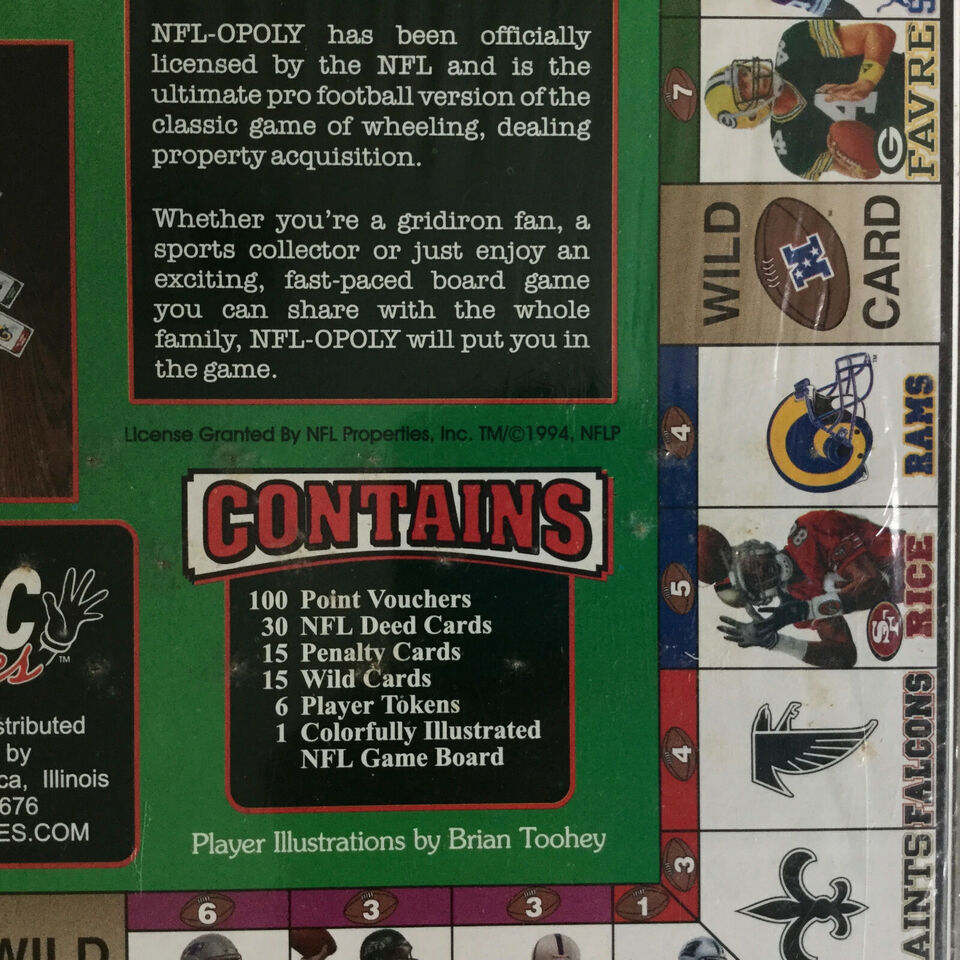 NFL-OPOLY has been officially
licensed by the NFL and is the
ultimate pro football version of the
classic game of wheeling, dealing
property acquisition.
Whether you're a gridiron fan, a
sports collector or just enjoy an
exciting, fast-paced board game
you can share with the whole
family, NFL-OPOLY will put you in
the game.
License Granted By NFL Properties, Inc. TM/©1994, NFLP
CONTAINS
100 Point Vouchers
30 NFL Deed Cards
15 Penalty Cards
15 Wild Cards
6 Player Tokens
1 Colorfully Illustrated
NFL Game Board
Player Illustrations by Brian Toohey
C
es
TM
stributed
by
ca, Illinois
676
ES.COM
7
4
G
G
FAVRE
WILD
N
CARD
4
RAMS
5
SF
RICE
4
FALCONS
3
AINTS
6
3
3
1
WILD